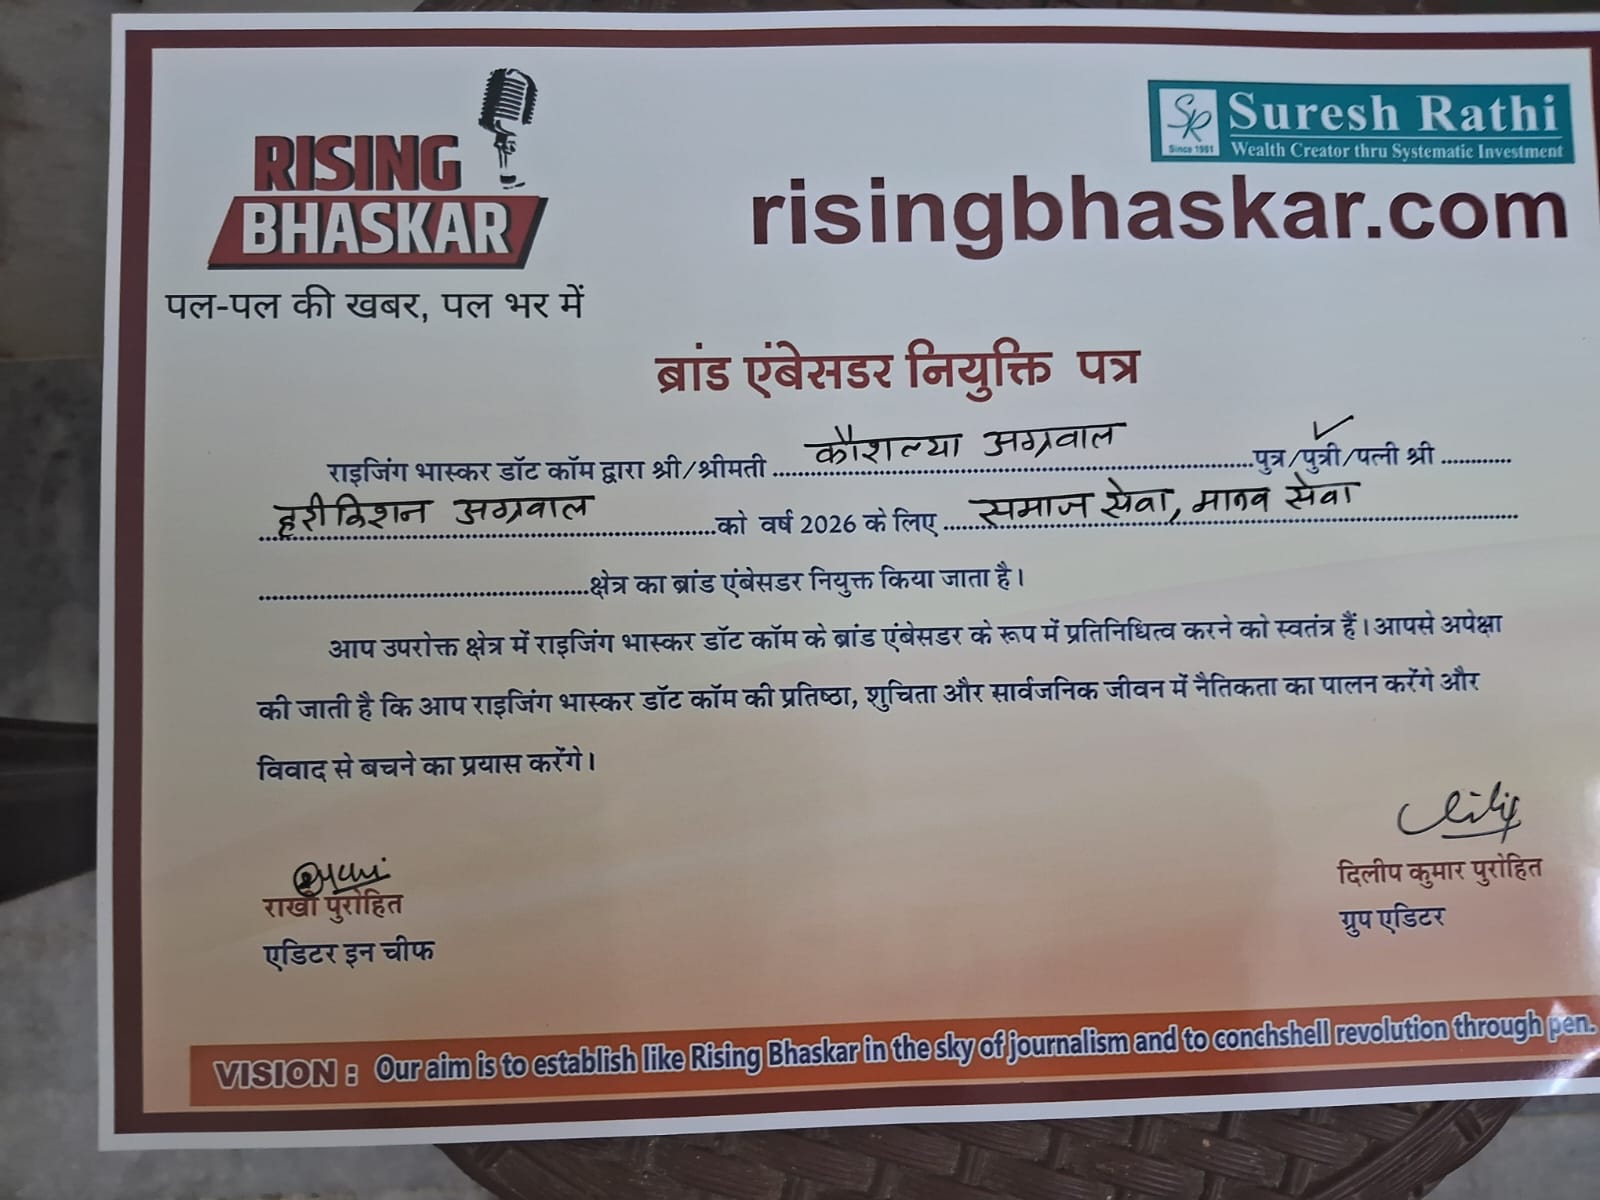 RISING
BHASKAR
पल-पल की खबर, पल भर में
SR
Since 1981
Suresh Rathi
Wealth Creator thru Systematic Investment
risingbhaskar.com
ब्रांड एंबेसडर नियुक्ति पत्र
राइजिंग भास्कर डॉट कॉम द्वारा श्री/श्रीमती कौशल्या अग्रवाल पुत्र/पुत्री/पत्नी श्री
हरीकिशन अग्रवाल को वर्ष 2026 के लिए समाज सेवा, मानव सेवा
क्षेत्र का ब्रांड एंबेसडर नियुक्त किया जाता है।
आप उपरोक्त क्षेत्र में राइजिंग भास्कर डॉट कॉम के ब्रांड एंबेसडर के रूप में प्रतिनिधित्व करने को स्वतंत्र हैं। आपसे अपेक्षा
की जाती है कि आप राइजिंग भास्कर डॉट कॉम की प्रतिष्ठा, शुचिता और सार्वजनिक जीवन में नैतिकता का पालन करेंगे और
विवाद से बचने का प्रयास करेंगे।
राखी पुरोहित
एडिटर इन चीफ
दिलीप कुमार पुरोहित
ग्रुप एडिटर
VISION : Our aim is to establish like Rising Bhaskar in the sky of journalism and to conchshell revolution through pen.